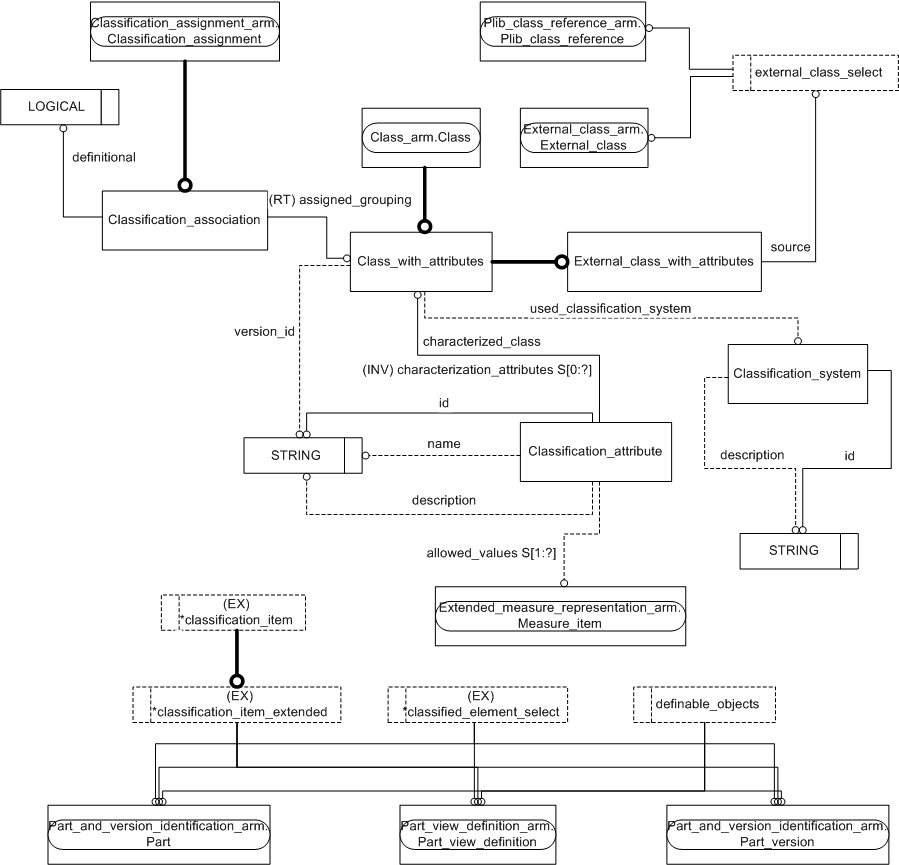 Classification_assignment_arm.
Classification_assignment
Plib_class_reference_arm.
Plib_class_reference
external_class_select
LOGICAL
Class_arm.Class
External_class_arm.
External_class
definitional
Classification_association
(RT) assigned_grouping
Class_with_attributes
External_class_with_attributes
source
used_classification_system
version_id
characterized_class
(INV) characterization_attributes S[0:?]
Classification_system
id
STRING
name
Classification_attribute
description
id
description
STRING
allowed_values S[1:?]
(EX)
*classification_item
Extended_measure_representation_arm.
Measure_item
(EX)
*classification_item_extended
(EX)
*classified_element_select
definable_objects
Part_and_version_identification_arm.
Part
Part_view_definition_arm.
Part_view_definition
Part_and_version_identification_arm.
Part_version